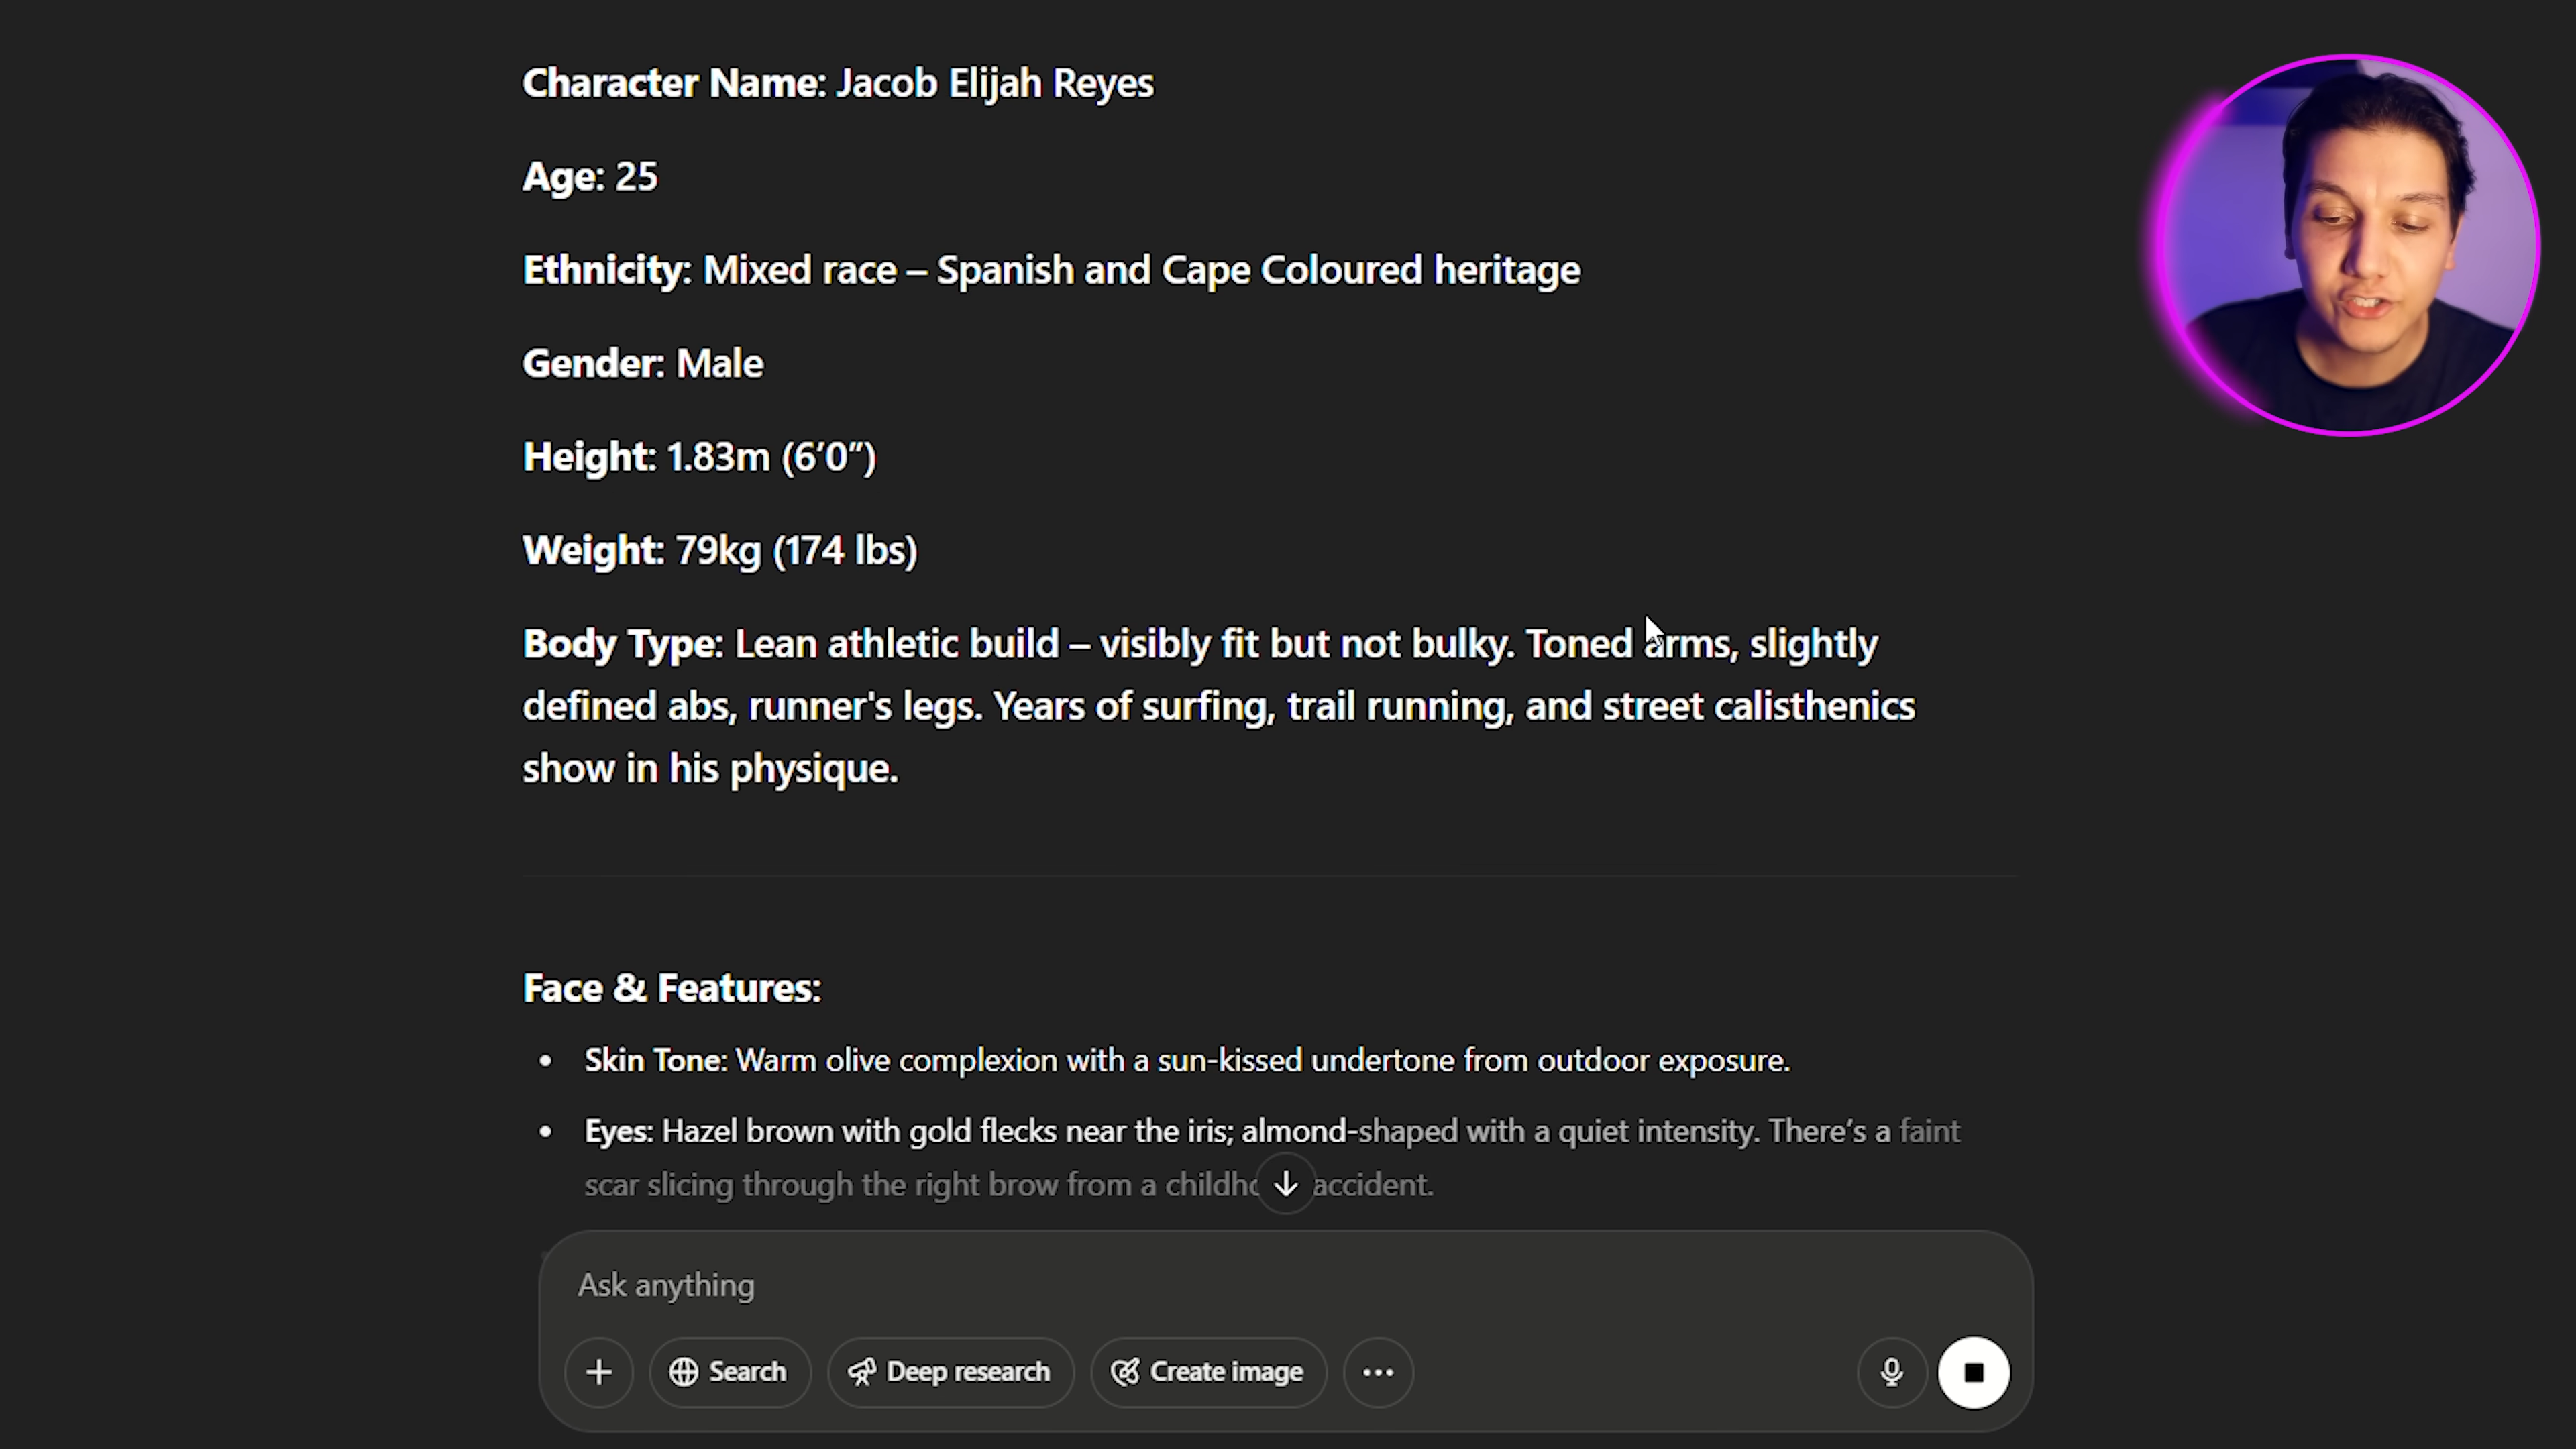 Character Name: Jacob Elijah Reyes
Age: 25
Ethnicity: Mixed race – Spanish and Cape Coloured heritage
Gender: Male
Height: 1.83m (6’0”)
Weight: 79kg (174 lbs)
Body Type: Lean athletic build – visibly fit but not bulky. Toned arms, slightly
defined abs, runner's legs. Years of surfing, trail running, and street calisthenics
show in his physique.
Face & Features:
• Skin Tone: Warm olive complexion with a sun-kissed undertone from outdoor exposure.
• Eyes: Hazel brown with gold flecks near the iris; almond-shaped with a quiet intensity. There’s a faint
scar slicing through the right brow from a accident.
Ask anything
Search
Deep research
Create image